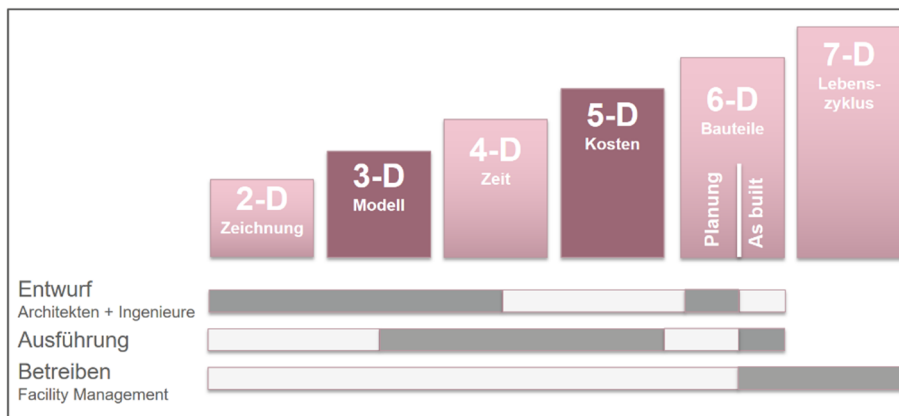 2-D
Zeichnung
3-D
Modell
4-D
Zeit
5-D
Kosten
6-D
Bauteile
Planung
As built
7-D
Lebens-
zyklus
Entwurf
Architekten + Ingenieure
Ausführung
Betreiben
Facility Management